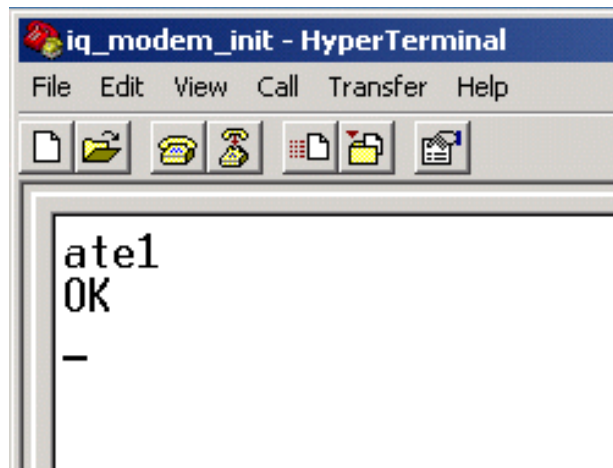 iq_modem_init - HyperTerminal
File Edit View Call Transfer Help
ate1
OK